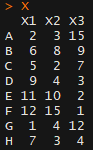 > X
   X1 X2 X3
A   2  3 15
B   6  8  9
C   5  2  7
D   9  4  3
E  11 10  2
F  12 15  1
G   1  4 12
H   7  3  4